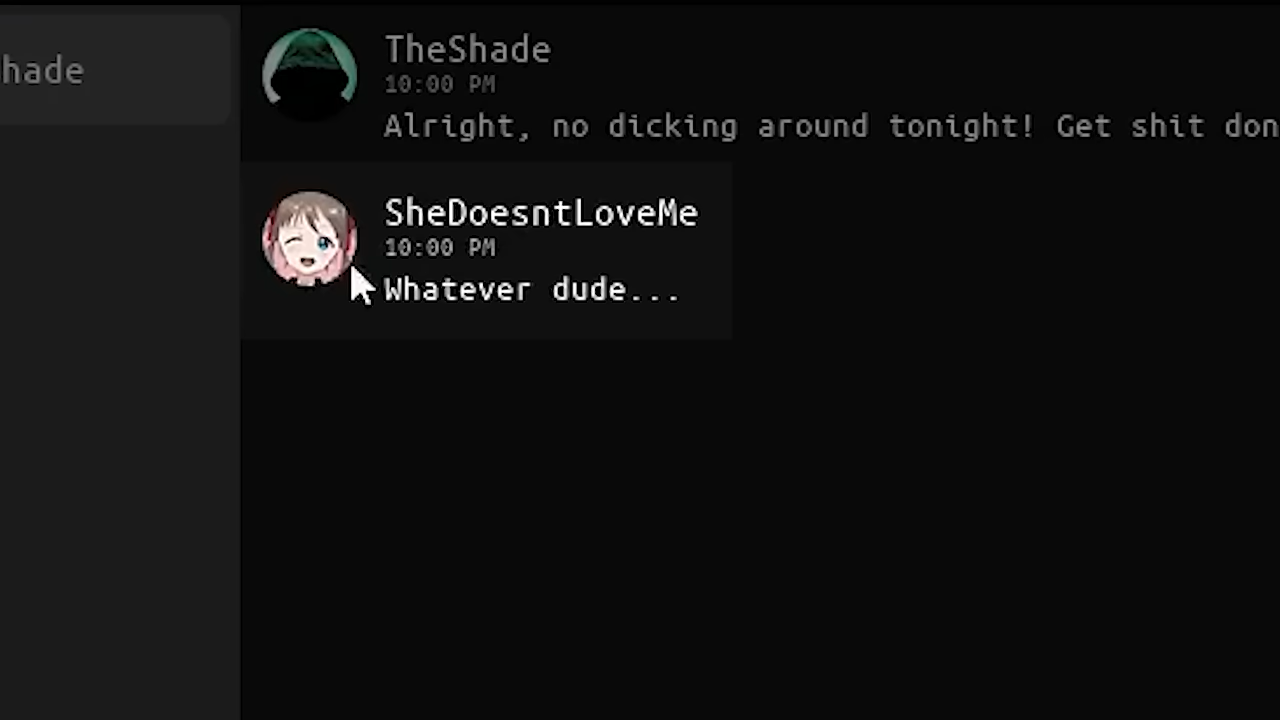 hade
TheShade
10:00 PM
Alright, no dicking around tonight! Get shit don
SheDoesntLoveMe
10:00 PM
Whatever dude...